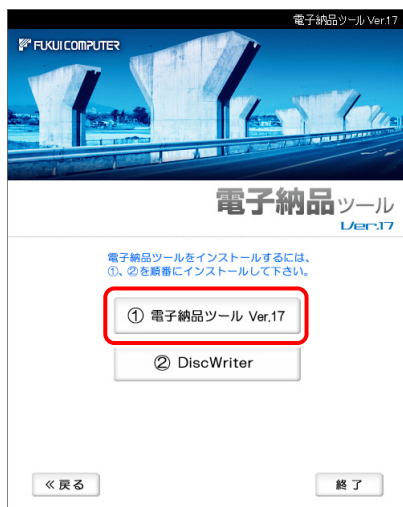 電子納品ツール Ver.17
FUKUI COMPUTER
電子納品ツール
Ver.17
電子納品ツールをインストールするには、
①、②を順番にインストールして下さい。
① 電子納品ツール Ver.17
② DiscWriter
≪戻る
終了